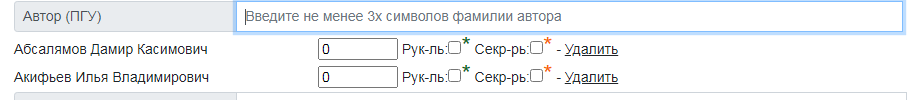 Автор (ПГУ) Введите не менее 3х символов фамилии автора
Абсалямов Дамир Касимович 0 Рук-ль: * Секр-рь: * - Удалить
Акифьев Илья Владимирович 0 Рук-ль: * Секр-рь: * - Удалить